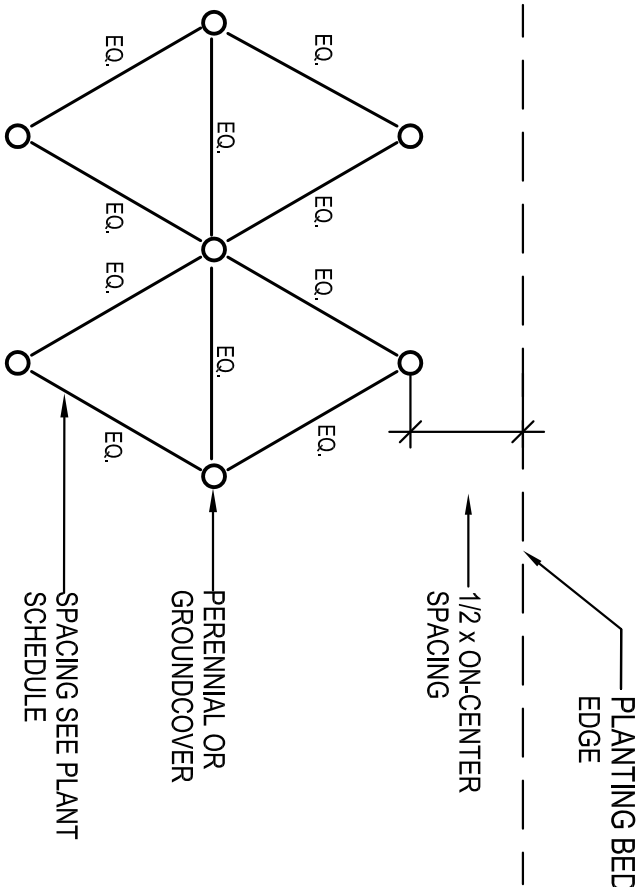 PLANTING BED
EDGE
1/2 x ON-CENTER
SPACING
EQ.
EQ.
EQ.
EQ.
EQ.
EQ.
PERENNIAL OR
GROUNDCOVER
EQ.
EQ.
EQ.
EQ.
SPACING SEE PLANT
SCHEDULE